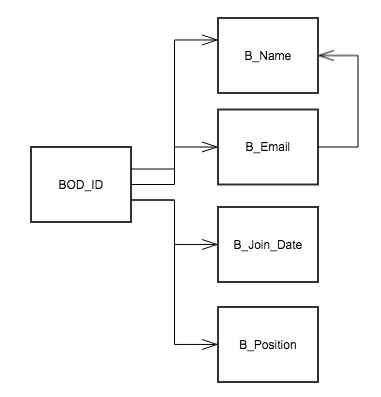 B_Name
B_Email
BOD_ID
B_Join_Date
B_Position